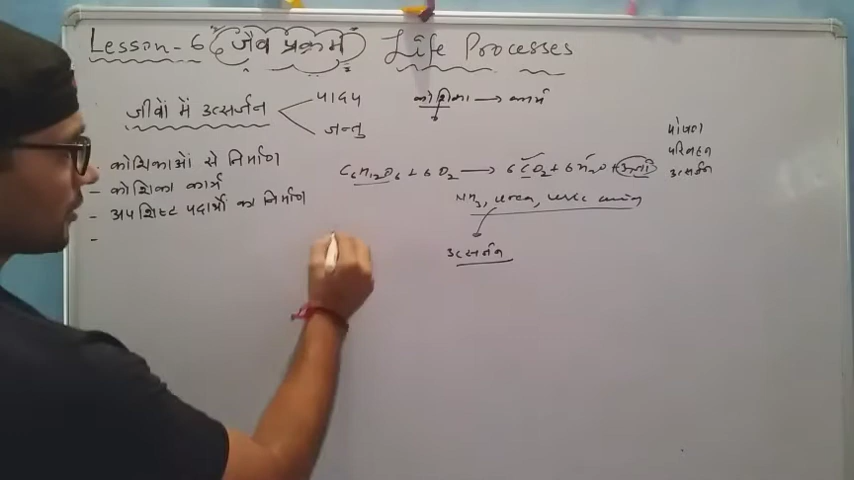 Lesson-6 जैव प्रक्रम Life Processes
जीवों में उत्सर्जन
पादप
जन्तु
कोशिका → कार्य
- कोशिकाओं से निर्माण
- कोशिका कार्य
- अपशिष्ट पदार्थों का निर्माण
-
C₆H₁₂O₆ + 6O₂ → 6CO₂ + 6H₂O + ऊर्जा
NH₃, urea, uric
उत्सर्जन
पोषण
परिवहन
उत्सर्जन